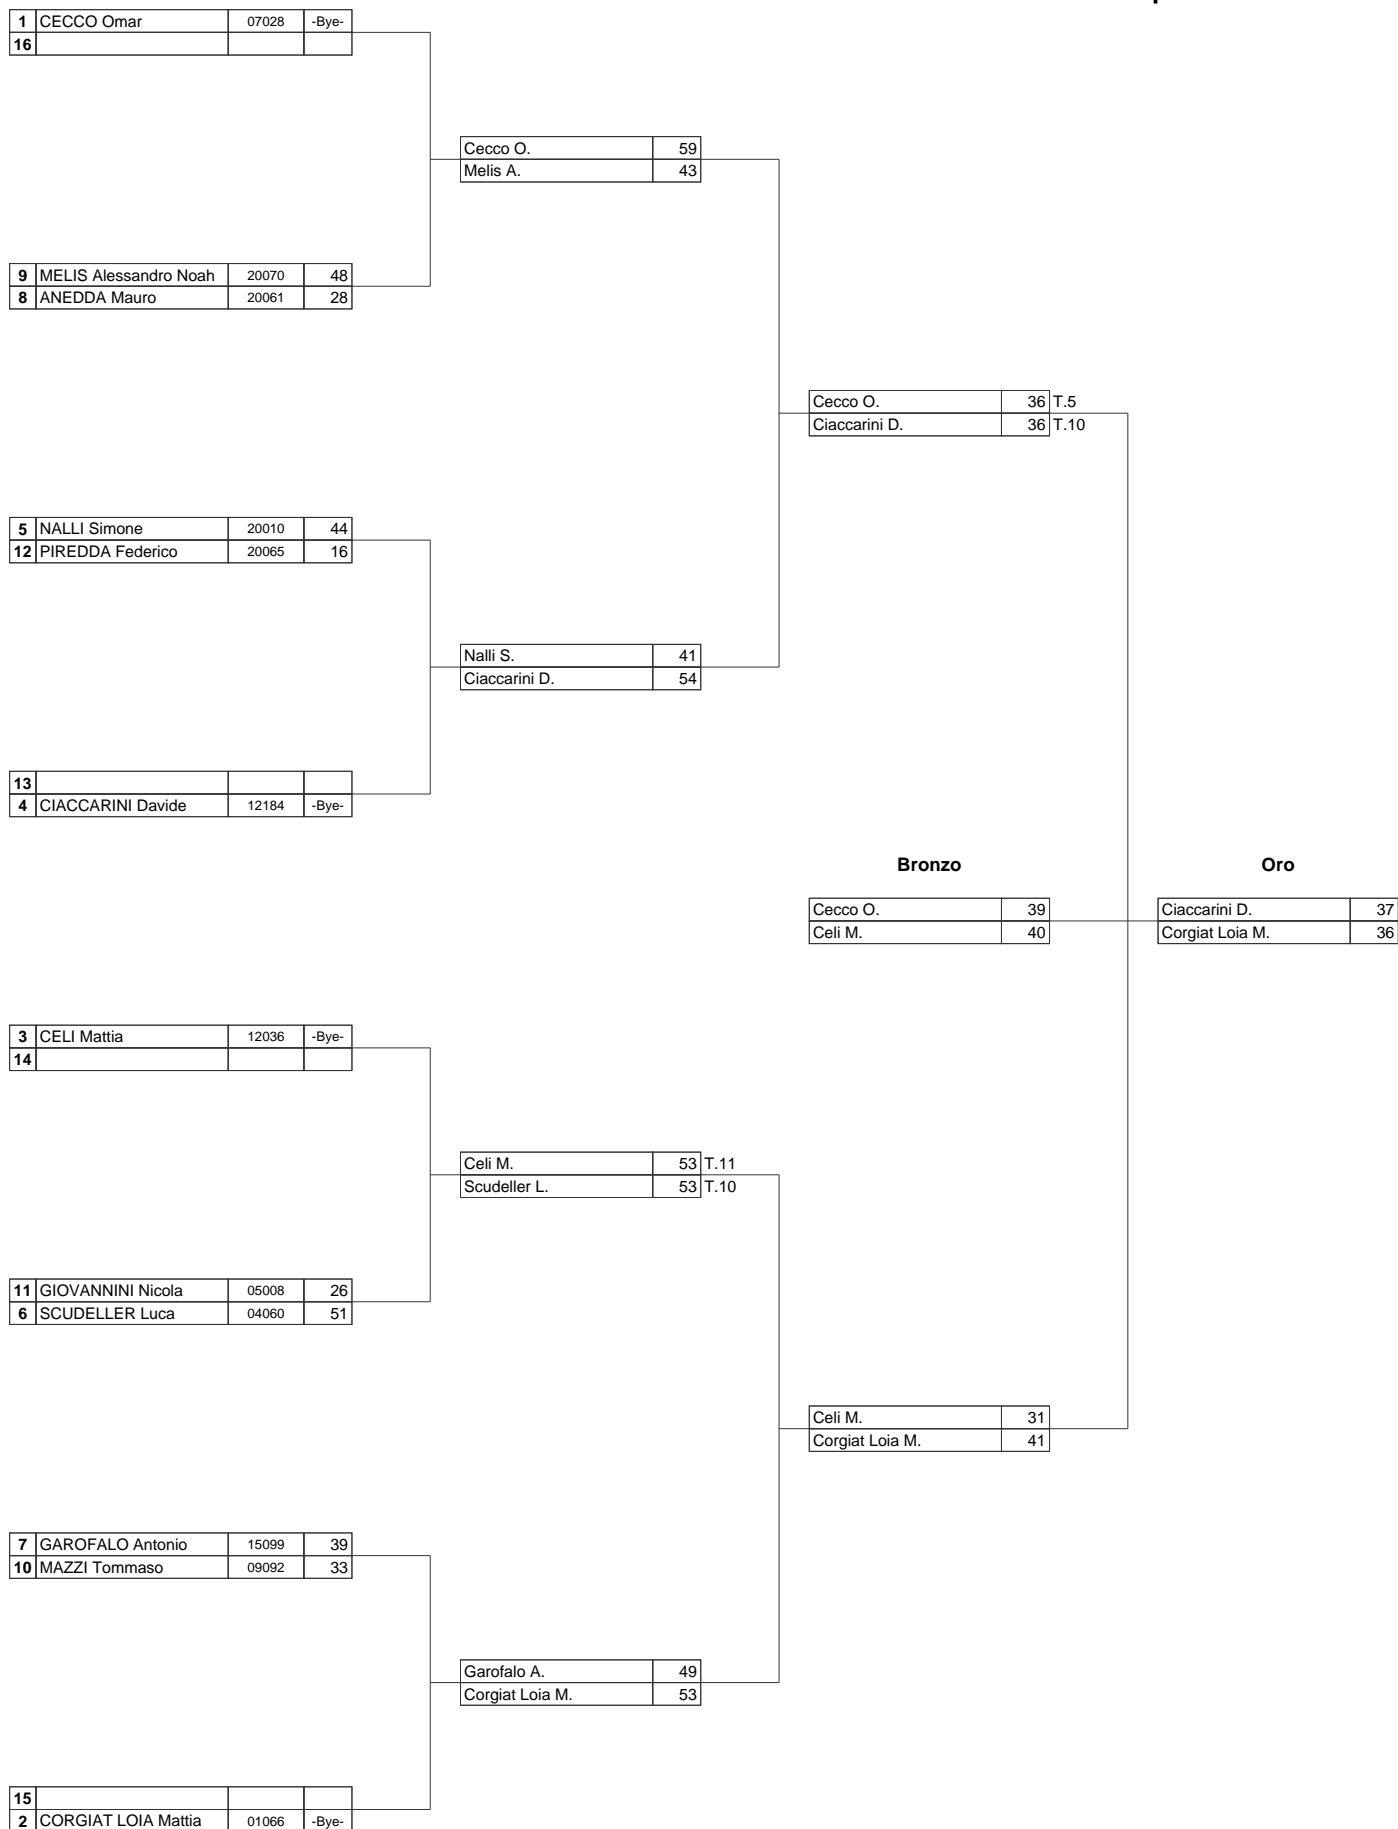 1 CECCO Omar 07028 -Bye-
16
Cecco O. 59
Melis A. 43
9 MELIS Alessandro Noah 20070 48
8 ANEDDA Mauro 20061 28
Cecco O. 36 T.5
Ciaccarini D. 36 T.10
5 NALLI Simone 20010 44
12 PIREDDA Federico 20065 16
Nalli S. 41
Ciaccarini D. 54
13
4 CIACCARINI Davide 12184 -Bye-
Bronzo Oro
Cecco O. 39 Ciaccarini D. 37
Celi M. 40 Corgiat Loia M. 36
3 CELI Mattia 12036 -Bye-
14
Celi M. 53 T.11
Scudeller L. 53 T.10
11 GIOVANNINI Nicola 05008 26
6 SCUDELLER Luca 04060 51
Celi M. 31
Corgiat Loia M. 41
7 GAROFALO Antonio 15099 39
10 MAZZI Tommaso 09092 33
Garofalo A. 49
Corgiat Loia M. 53
15
2 CORGIAT LOIA Mattia 01066 -Bye-